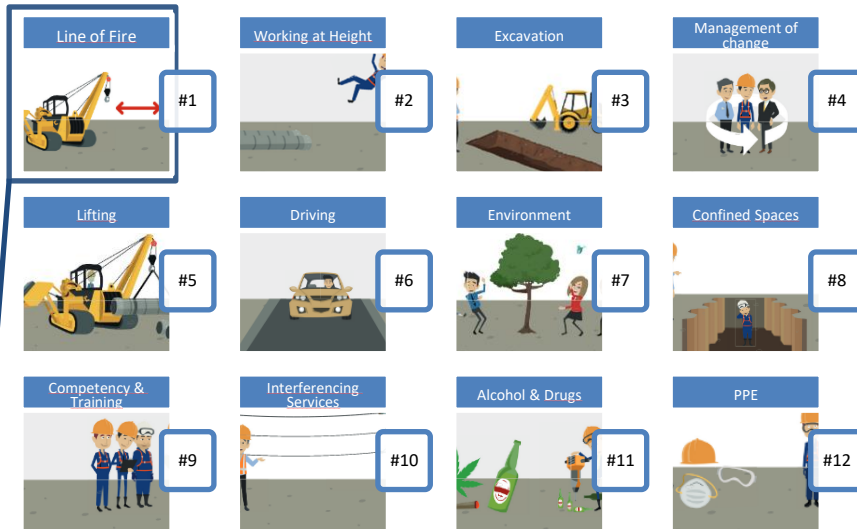 Line of Fire
#1
Working at Height
#2
Excavation
#3
Management of
change
#4
Lifting
#5
Driving
#6
Environment
#7
Confined Spaces
#8
Competency &
Training
#9
Interferencing
Services
#10
Alcohol & Drugs
#11
PPE
#12